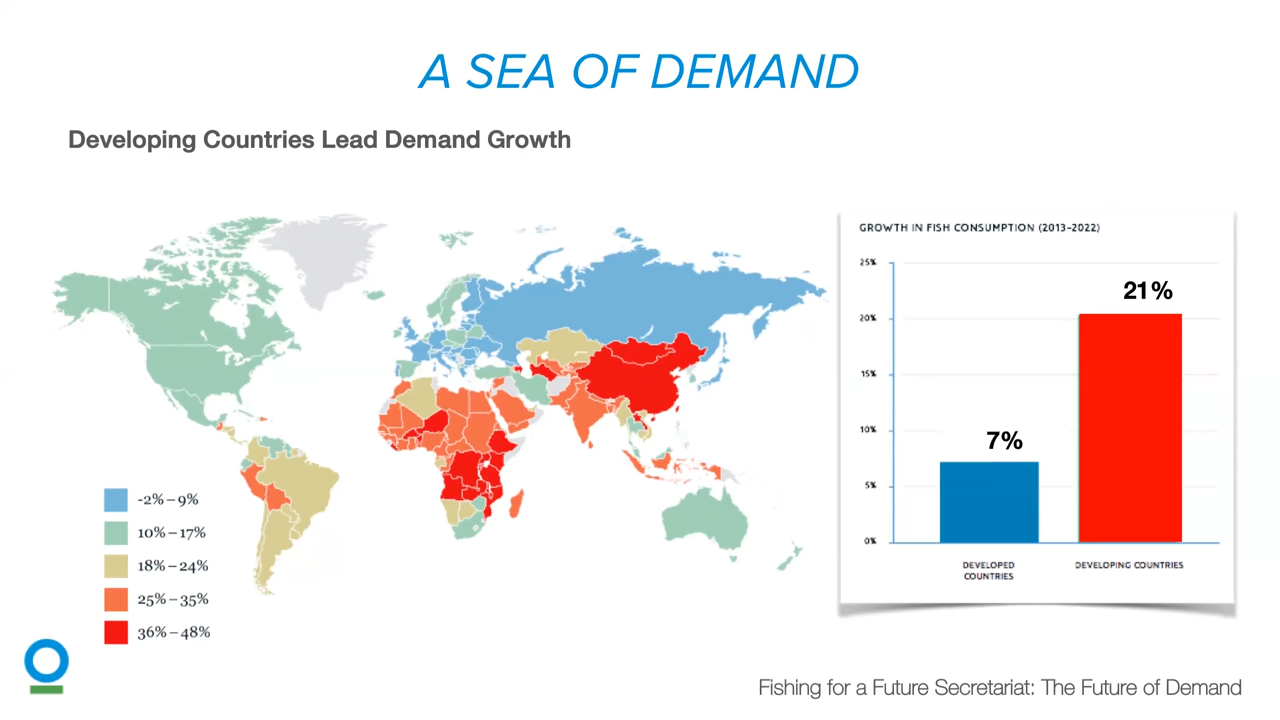 A SEA OF DEMAND
Developing Countries Lead Demand Growth
-2% – 9%
10% – 17%
18% – 24%
25% – 35%
36% – 48%
GROWTH IN FISH CONSUMPTION (2013-2022)
25%
20%
15%
10%
5%
0%
7%
21%
DEVELOPED
COUNTRIES
DEVELOPING COUNTRIES
Fishing for a Future Secretariat: The Future of Demand